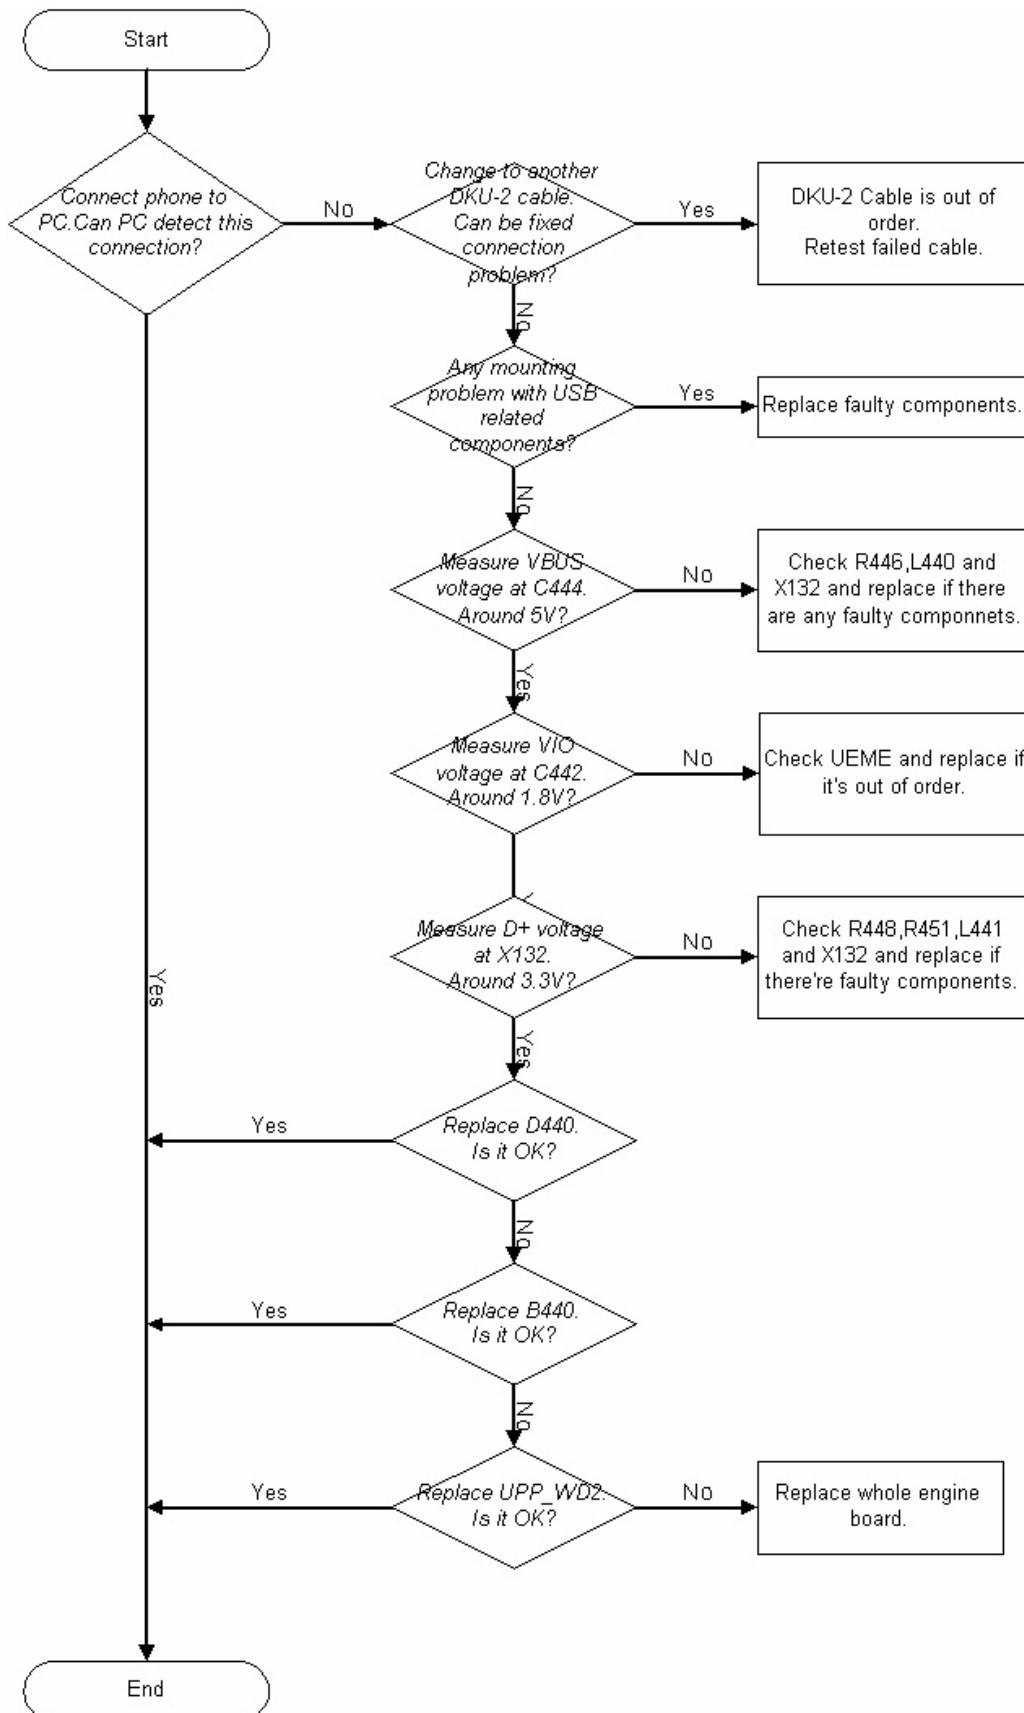 Start
Connect phone to
PC.Can PC detect this
connection?
No
Change to another
DKU-2 cable.
Can be fixed
connection
problem?
Yes
DKU-2 Cable is out of
order.
Retest failed cable.
No
Any mounting
problem with USB
related
components?
Yes
Replace faulty components.
No
Measure VBUS
voltage at C444.
Around 5V?
No
Check R446,L440 and
X132 and replace if there
are any faulty componnets.
Yes
Measure VIO
voltage at C442.
Around 1.8V?
No
Check UEME and replace if
it's out of order.
Measure D+ voltage
at X132.
Around 3.3V?
No
Check R448,R451,L441
and X132 and replace if
there're faulty components.
Yes
Yes
Replace D440.
Is it OK?
Yes
No
Replace B440.
Is it OK?
Yes
No
Replace UPP_WD2.
Is it OK?
Yes
No
Replace whole engine
board.
End